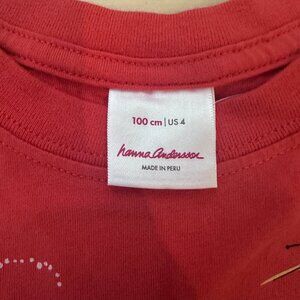 100 cm | US 4
hanna andersson
MADE IN PERU